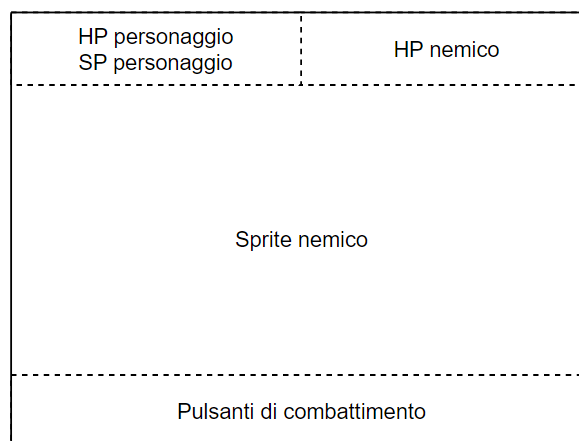 HP personaggio
SP personaggio
HP nemico
Sprite nemico
Pulsanti di combattimento